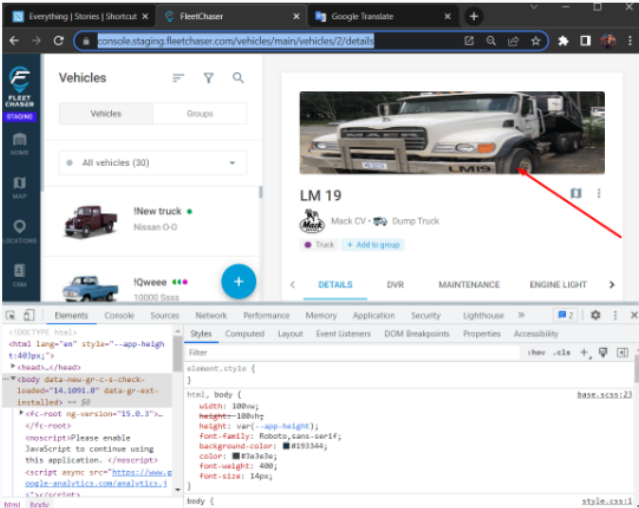 Everything | Stories | Shortcut
FleetChaser
Google Translate
console.staging.fleetchaser.com/vehicles/main/vehicles/2/details
FLEET
CHASER
STAGING
HOME
MAP
LOCATIONS
CRM
Vehicles
Vehicles
Groups
All vehicles (30)
!New truck
Nissan O-O
!Qweee
10000 Ssss
LM19
LM 19
Mack
Mack CV • Dump Truck
Truck
+ Add to group
DETAILS
DVR
MAINTENANCE
ENGINE LIGHT
Elements
Console
Sources
Network
Performance
Memory
Application
Security
Lighthouse
2
<!DOCTYPE html>
<html lang="en" style="--app-heigh
t:403px;">
<head>…</head>
<body data-new-gr-c-s-check-
loaded="14.1091.0" data-gr-ext-
installed> == $0
<fc-root ng-version="15.0.3">…
</fc-root>
<noscript>Please enable
JavaScript to continue using
this application. </noscript>
<script async src="https://www.g
oogle-analytics.com/analytics.j
s"></script>
html body
Styles
Computed
Layout
Event Listeners
DOM Breakpoints
Properties
Accessibility
Filter
:hov .cls +
element.style {
}
html, body {
base.scss:23
width: 100vw;
height: 100vh;
height: var(--app-height);
font-family: Roboto,sans-serif;
background-color: #193344;
color: #3e3e3e;
font-weight: 400;
font-size: 14px;
}
body {
style.css:1